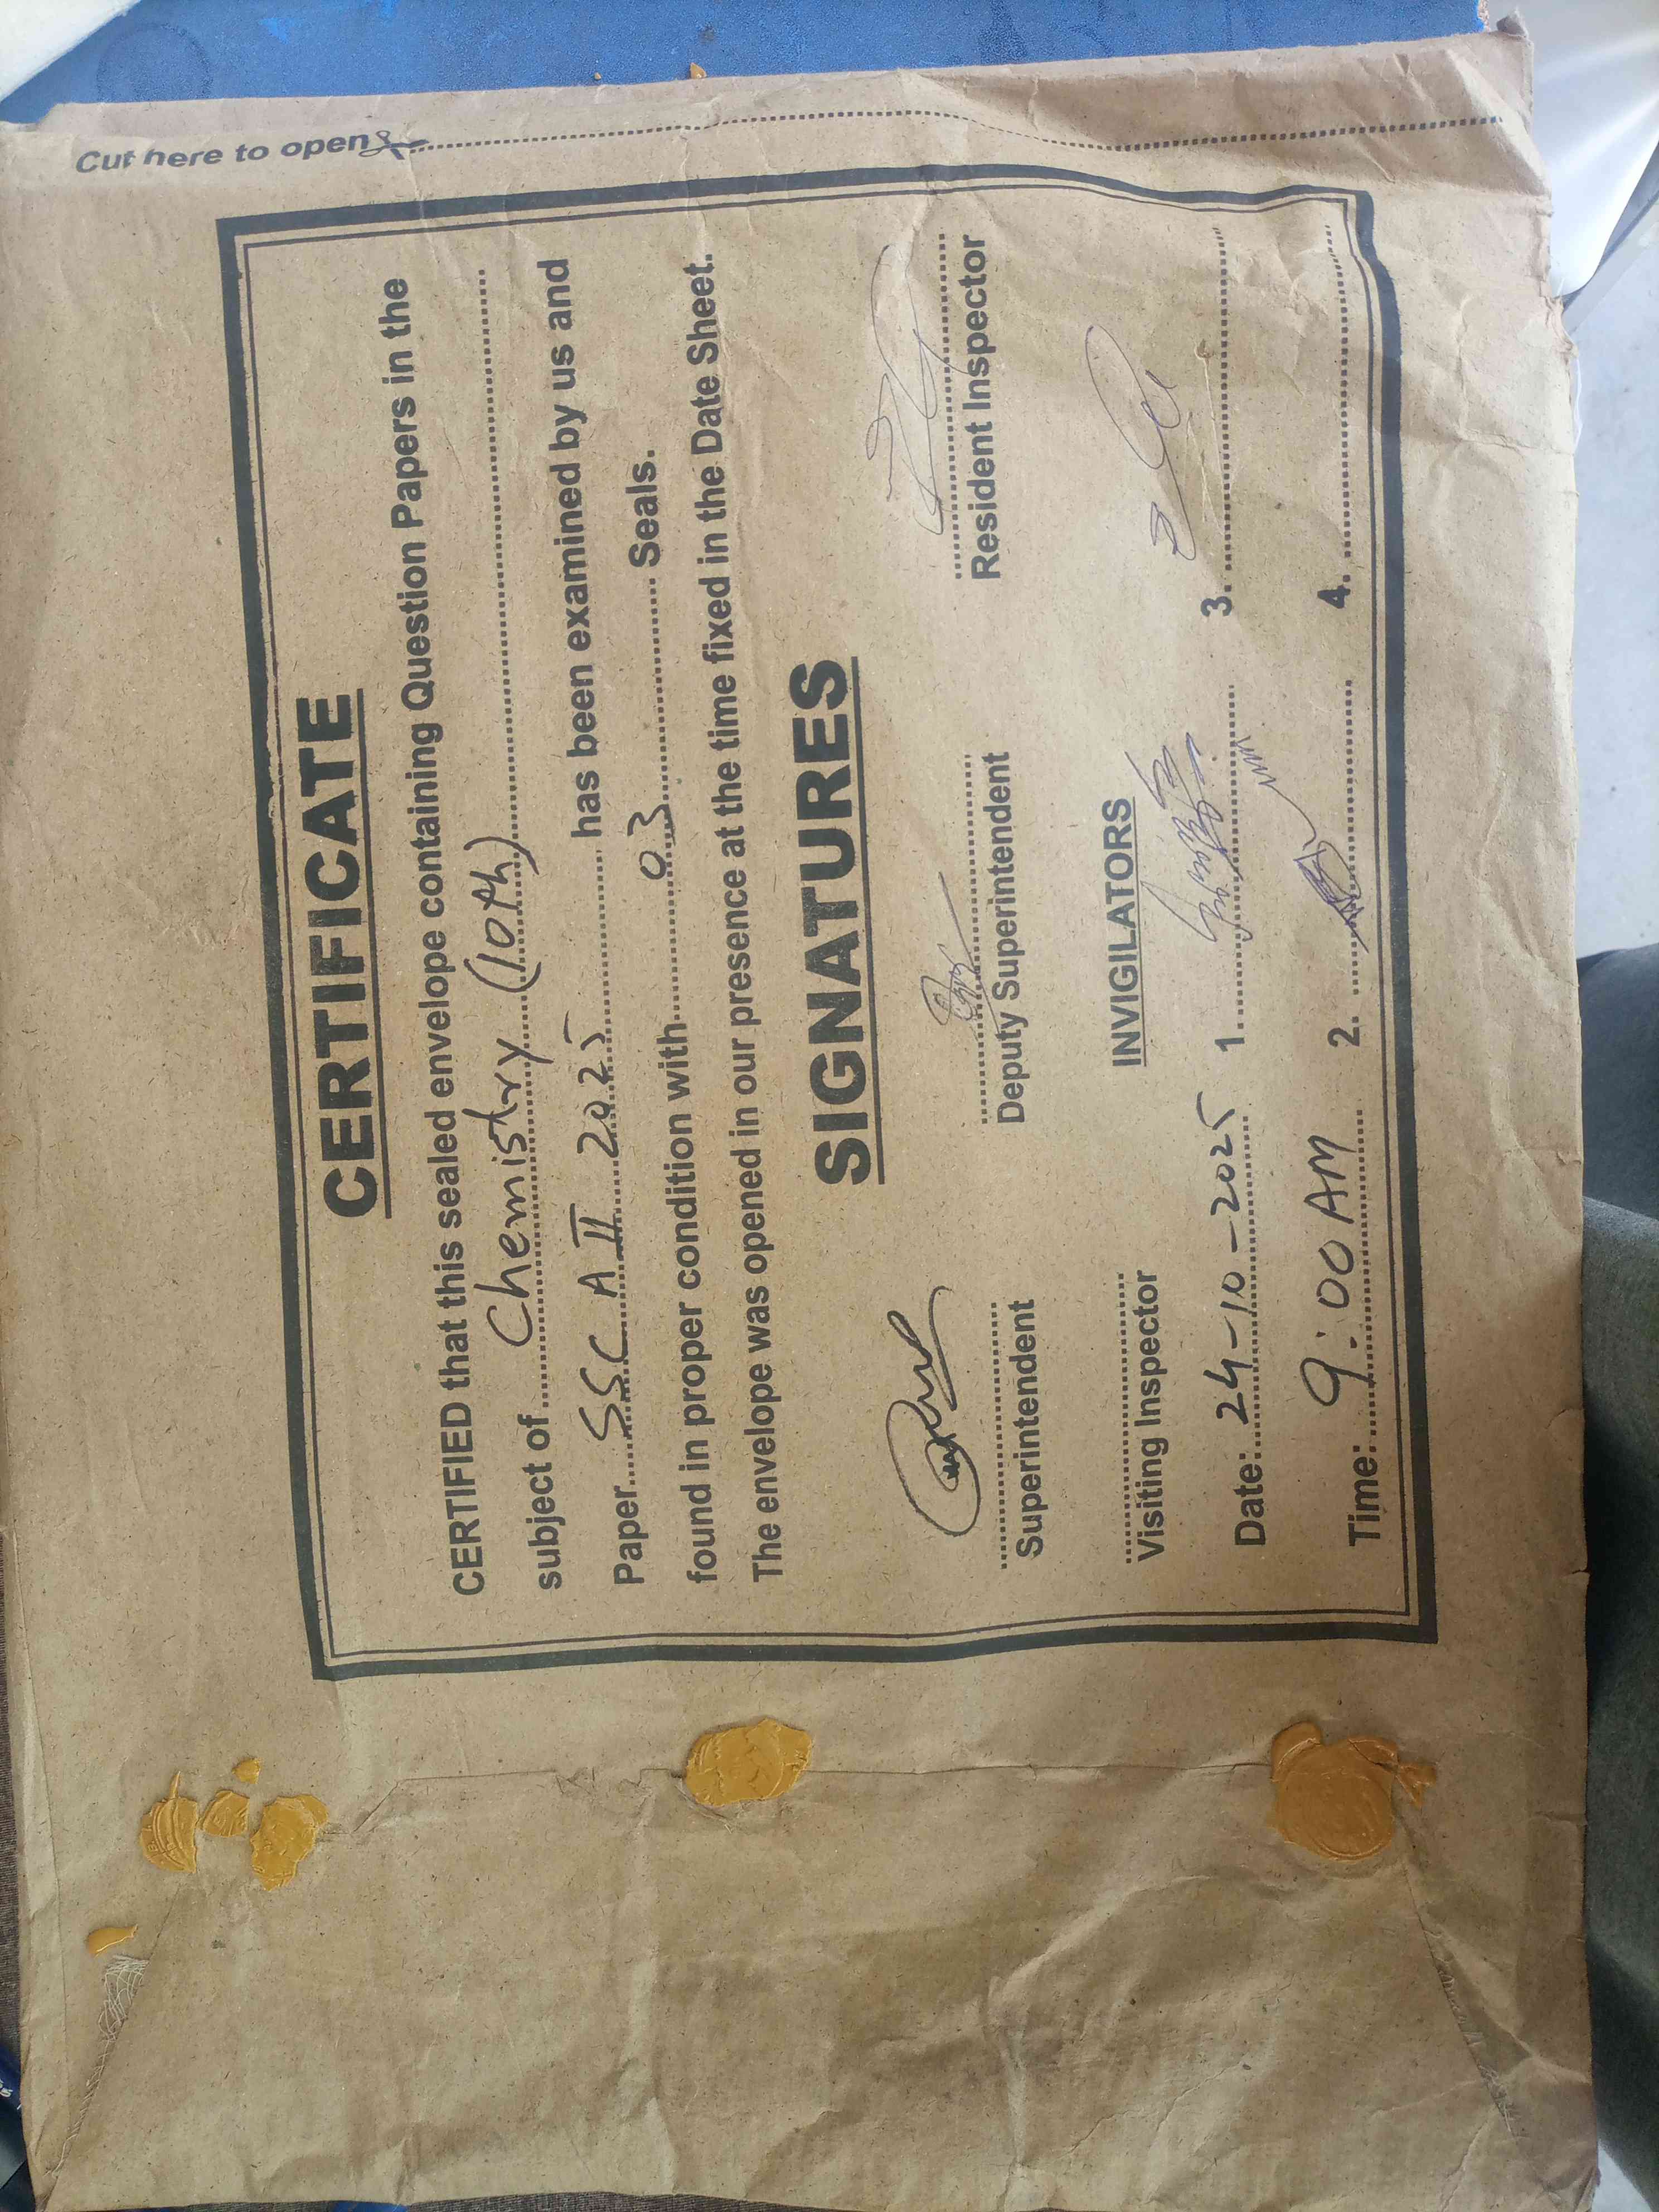 Cut here to open
CERTIFICATE
CERTIFIED that this sealed envelope containing Question Papers in the
subject of Chemistry (10th)
Paper SSC A II 2025 has been examined by us and
found in proper condition with 03 Seals.
The envelope was opened in our presence at the time fixed in the Date Sheet.
SIGNATURES
Superintendent Deputy Superintendent Resident Inspector
INVIGILATORS
Visiting Inspector
Date: 24-10-2025 1. 3.
Time: 9:00 AM 2. 4.